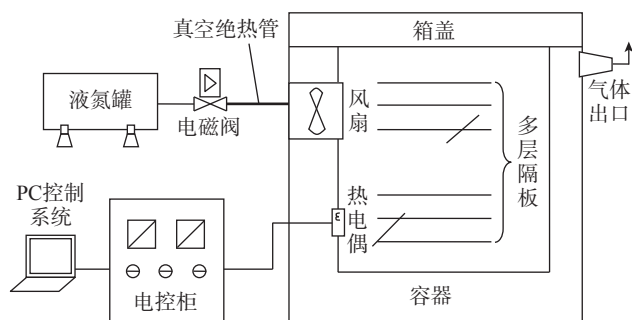 真空绝热管
箱盖
液氮罐
电磁阀
风
扇
气体
出口
多
层
隔
板
PC控制
系统
热
电
偶
电控柜
容器